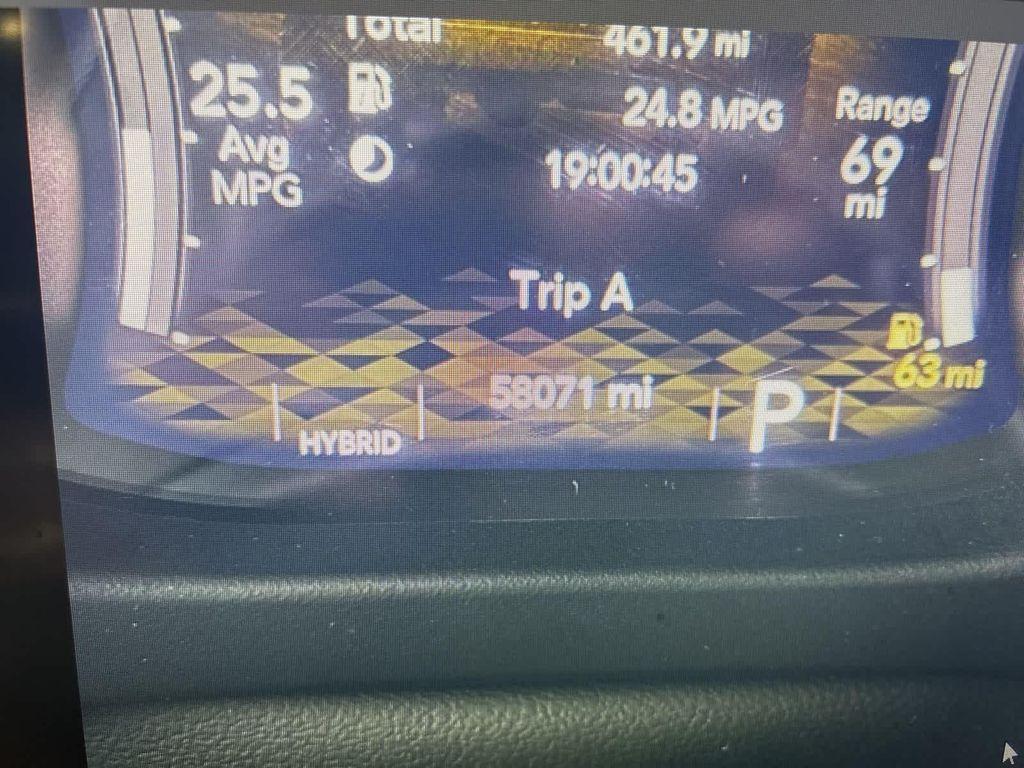 Total
461.9 mi
25.5
Avg
MPG
24.8 MPG
19:00:45
Range
69
mi
Trip A
63 mi
58071 mi
HYBRID
P